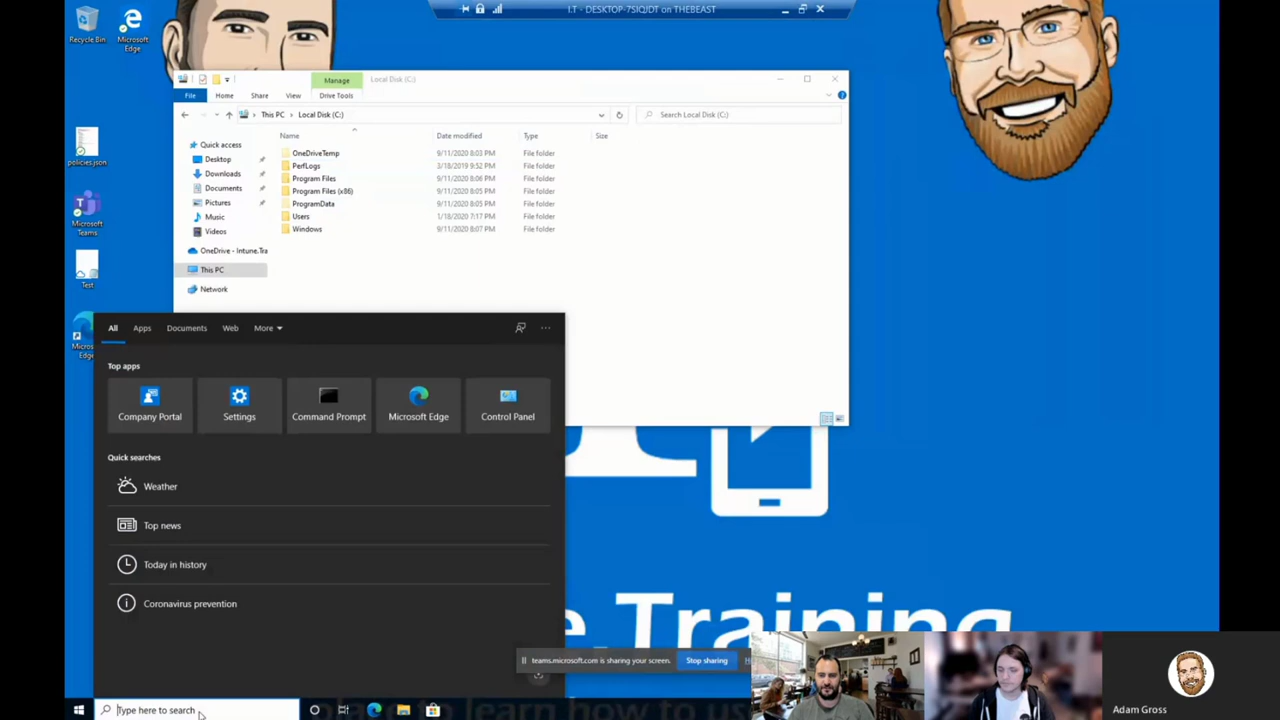 I.T - DESKTOP-7SIQJDT on THEBEAST
Recycle Bin
Microsoft Edge
policies.json
Microsoft Teams
Test
Manage
Local Disk (C:)
File Home Share View Drive Tools
This PC Local Disk (C:)
Search Local Disk (C:)
Name Date modified Type Size
Quick access
Desktop
Downloads
Documents
Pictures
Music
Videos
OneDrive - Intune.Tra
This PC
Network
OneDriveTemp 9/11/2020 8:03 PM File folder
PerfLogs 3/18/2019 9:52 PM File folder
Program Files 9/11/2020 8:06 PM File folder
Program Files (x86) 9/11/2020 8:05 PM File folder
ProgramData 9/11/2020 8:05 PM File folder
Users 1/18/2020 7:17 PM File folder
Windows 9/11/2020 8:07 PM File folder
Micros
Edge
All Apps Documents Web More
Top apps
Company Portal Settings Command Prompt Microsoft Edge Control Panel
Quick searches
Weather
Top news
Today in history
Coronavirus prevention
e Training
teams.microsoft.com is sharing your screen. Stop sharing
Type here to search
Adam Gross